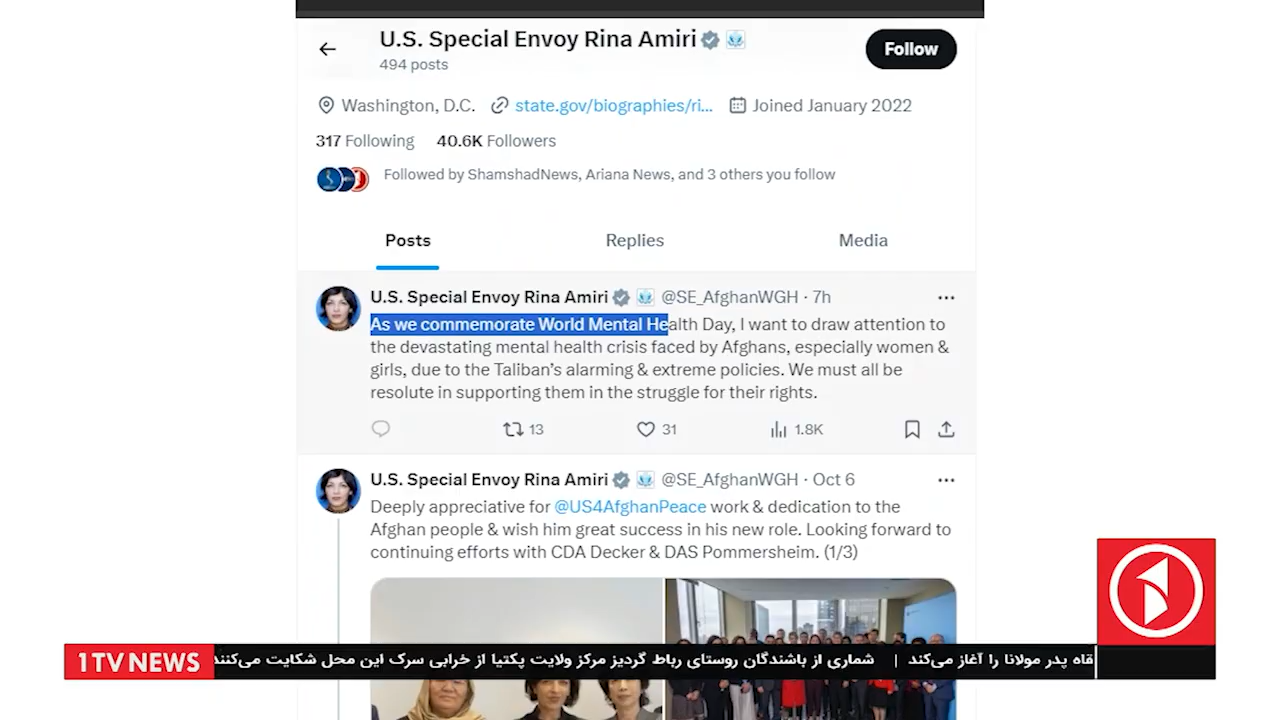 U.S. Special Envoy Rina Amiri
494 posts
Follow
Washington, D.C. state.gov/biographies/ri... Joined January 2022
317 Following 40.6K Followers
Followed by ShamshadNews, Ariana News, and 3 others you follow
Posts Replies Media
U.S. Special Envoy Rina Amiri @SE_AfghanWGH · 7h
As we commemorate World Mental Health Day, I want to draw attention to
the devastating mental health crisis faced by Afghans, especially women &
girls, due to the Taliban’s alarming & extreme policies. We must all be
resolute in supporting them in the struggle for their rights.
13 31 1.8K
U.S. Special Envoy Rina Amiri @SE_AfghanWGH · Oct 6
Deeply appreciative for @US4AfghanPeace work & dedication to the
Afghan people & wish him great success in his new role. Looking forward to
continuing efforts with CDA Decker & DAS Pommersheim. (1/3)
1TV NEWS
قاه پدر مولانا را آغاز می‌کند | شماری از باشندگان روستای رباط گردیز مرکز ولایت پکتیا از خرابی سرک این محل شکایت می‌کنند